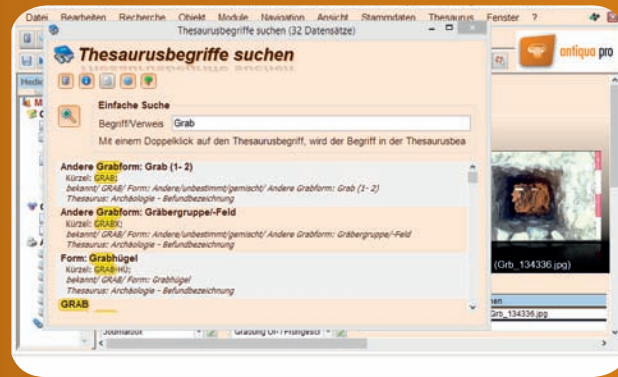 Datei Bearbeiten Recherche Objekt Module Navigation Ansicht Stammdaten Thesaurus Fenster ?
Thesaurusbegriffe suchen (32 Datensätze)
antiqua pro
Thesaurusbegriffe suchen
Einfache Suche
Begriff/Verweis Grab
Mit einem Doppelklick auf den Thesaurusbegriff, wird der Begriff in der Thesaurusbea
Andere Grabform: Grab (1- 2)
Kürzel: GRAB;
bekannt/ GRAB/ Form: Andere/unbestimmt/gemischt/ Andere Grabform: Grab (1- 2)
Thesaurus: Archäologie - Befundbezeichnung
Andere Grabform: Gräbergruppe/-Feld
Kürzel: GRABX;
bekannt/ GRAB/ Form: Andere/unbestimmt/gemischt/ Andere Grabform: Gräbergruppe/-Feld
Thesaurus: Archäologie - Befundbezeichnung
Form: Grabhügel
Kürzel: GRAB-HÜ;
bekannt/ GRAB/ Form: Grabhügel
Thesaurus: Archäologie - Befundbezeichnung
GRAB
(Grb_134336.jpg)
Grb_134336.jpg